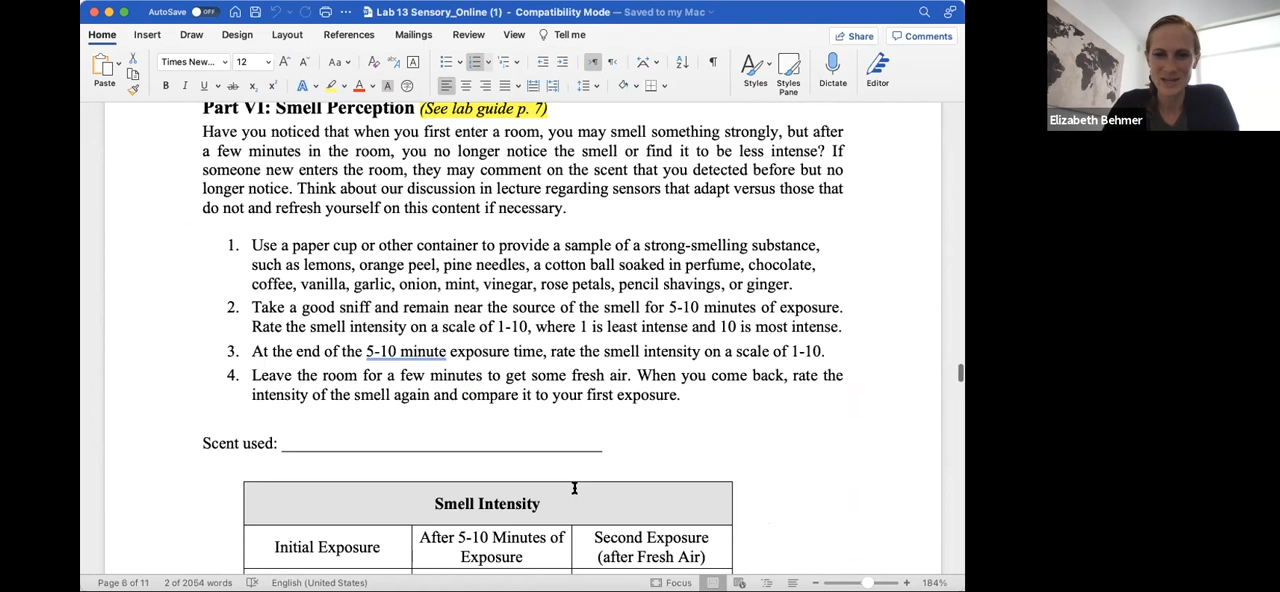 AutoSave OFF Lab 13 Sensory_Online (1) - Compatibility Mode — Saved to my Mac
Home Insert Draw Design Layout References Mailings Review View Tell me Share Comments
Paste Times New... 12 A A Aa A Styles Styles Pane Dictate Editor
B I U ab x₂ x² A A A
Part VI: Smell Perception (See lab guide p. 7)
Have you noticed that when you first enter a room, you may smell something strongly, but after
a few minutes in the room, you no longer notice the smell or find it to be less intense? If
someone new enters the room, they may comment on the scent that you detected before but no
longer notice. Think about our discussion in lecture regarding sensors that adapt versus those that
do not and refresh yourself on this content if necessary.
1. Use a paper cup or other container to provide a sample of a strong-smelling substance,
such as lemons, orange peel, pine needles, a cotton ball soaked in perfume, chocolate,
coffee, vanilla, garlic, onion, mint, vinegar, rose petals, pencil shavings, or ginger.
2. Take a good sniff and remain near the source of the smell for 5-10 minutes of exposure.
Rate the smell intensity on a scale of 1-10, where 1 is least intense and 10 is most intense.
3. At the end of the 5-10 minute exposure time, rate the smell intensity on a scale of 1-10.
4. Leave the room for a few minutes to get some fresh air. When you come back, rate the
intensity of the smell again and compare it to your first exposure.
Scent used:
Smell Intensity
Initial Exposure
After 5-10 Minutes of
Exposure
Second Exposure
(after Fresh Air)
Page 6 of 11 2 of 2054 words English (United States) Focus 184%
Elizabeth Behmer